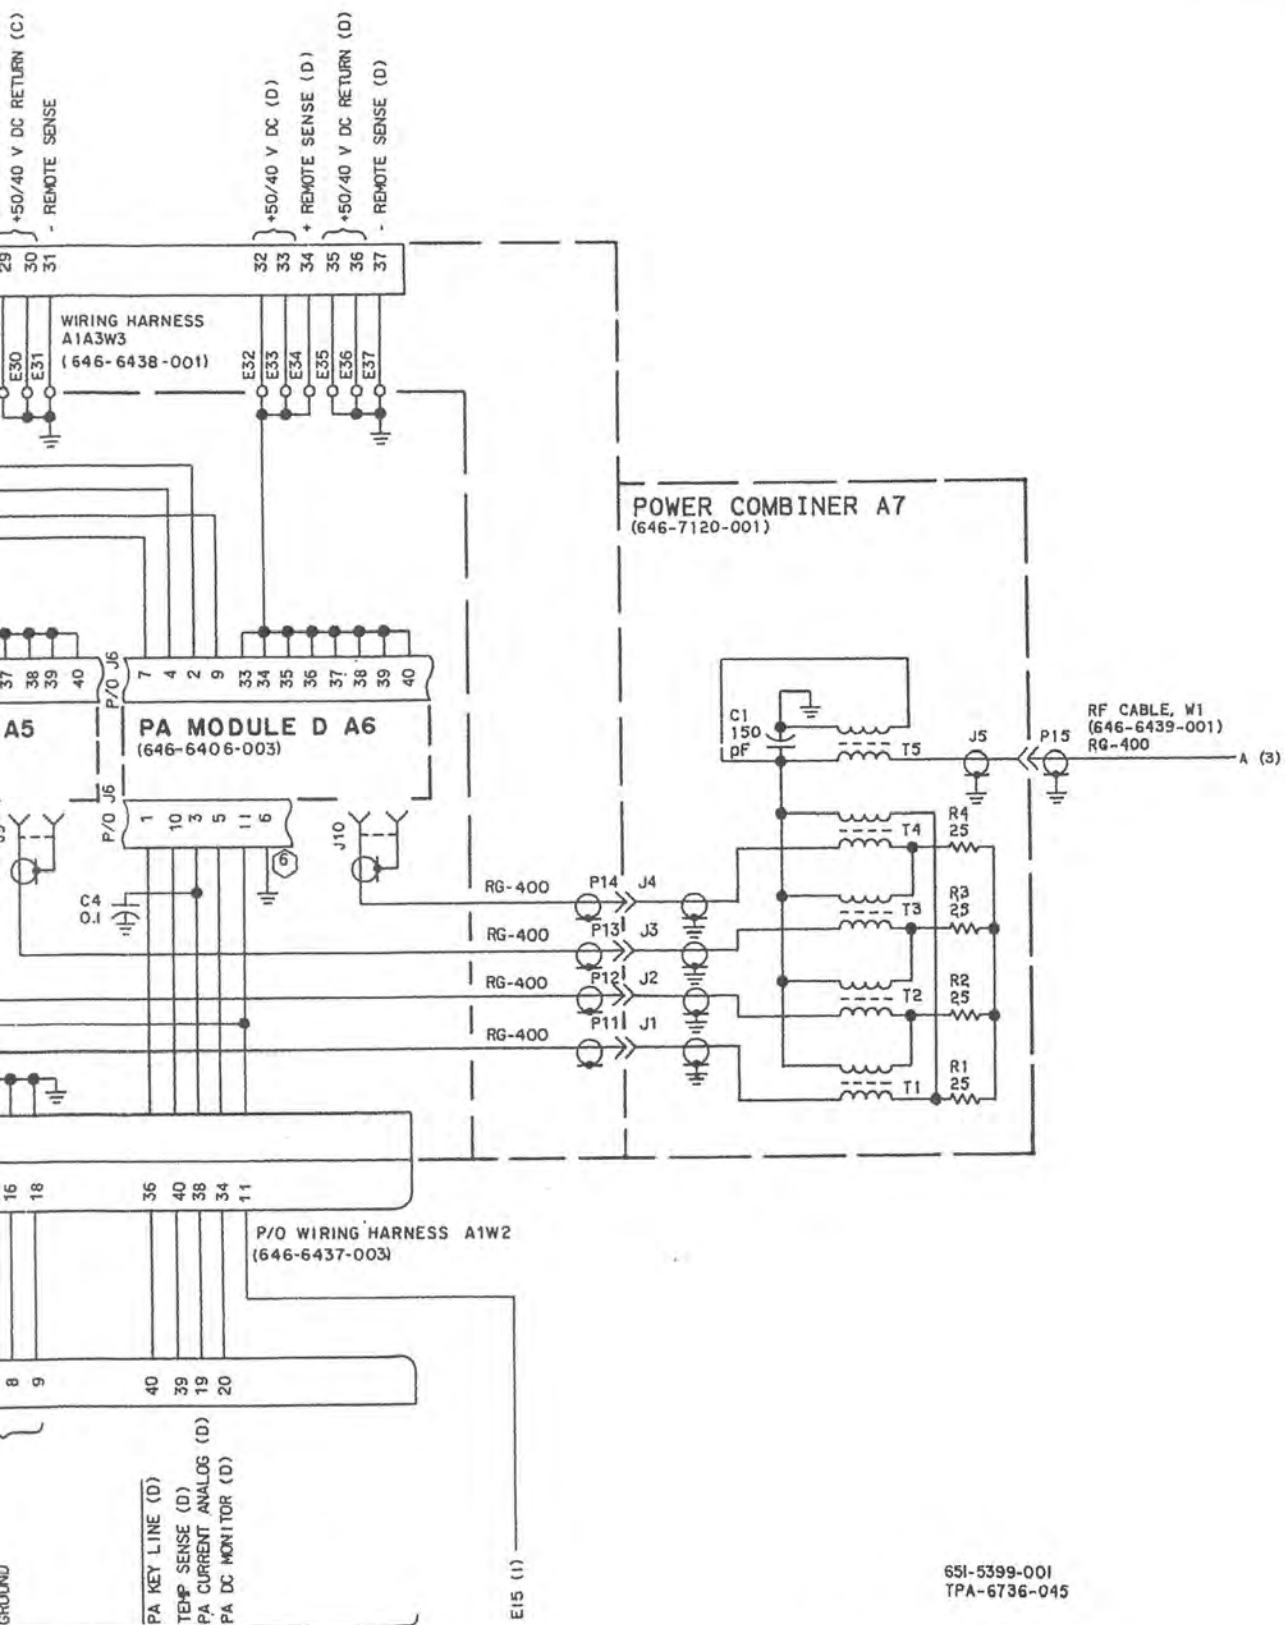 +50/40 V DC RETURN (C)
- REMOTE SENSE
+50/40 V DC (D)
+ REMOTE SENSE (D)
+50/40 V DC RETURN (D)
- REMOTE SENSE (D)
29 30 31 32 33 34 35 36 37
WIRING HARNESS
A1A3W3
(646-6438-001)
E30 E31 E32 E33 E34 E35 E36 E37
POWER COMBINER A7
(646-7120-001)
37 38 39 40
P/O J6
7 4 2 9 33 34 35 36 37 38 39 40
A5
PA MODULE D A6
(646-6406-003)
C1
150
pF
T5
J5
P15
RF CABLE, W1
(646-6439-001)
RG-400
A (3)
P/O J6
1 10 3 5 11 6
6
J9
J10
C4
0.1
RG-400
P14
J4
RG-400
P13
J3
RG-400
P12
J2
RG-400
P11
J1
T4
R4
25
T3
R3
25
T2
R2
25
T1
R1
25
16 18 36 40 38 34 11
P/O WIRING HARNESS A1W2
(646-6437-003)
8 9 40 39 19 20
GROUND
PA KEY LINE (D)
TEMP SENSE (D)
PA CURRENT ANALOG (D)
PA DC MONITOR (D)
E15 (1)
651-5399-001
TPA-6736-045